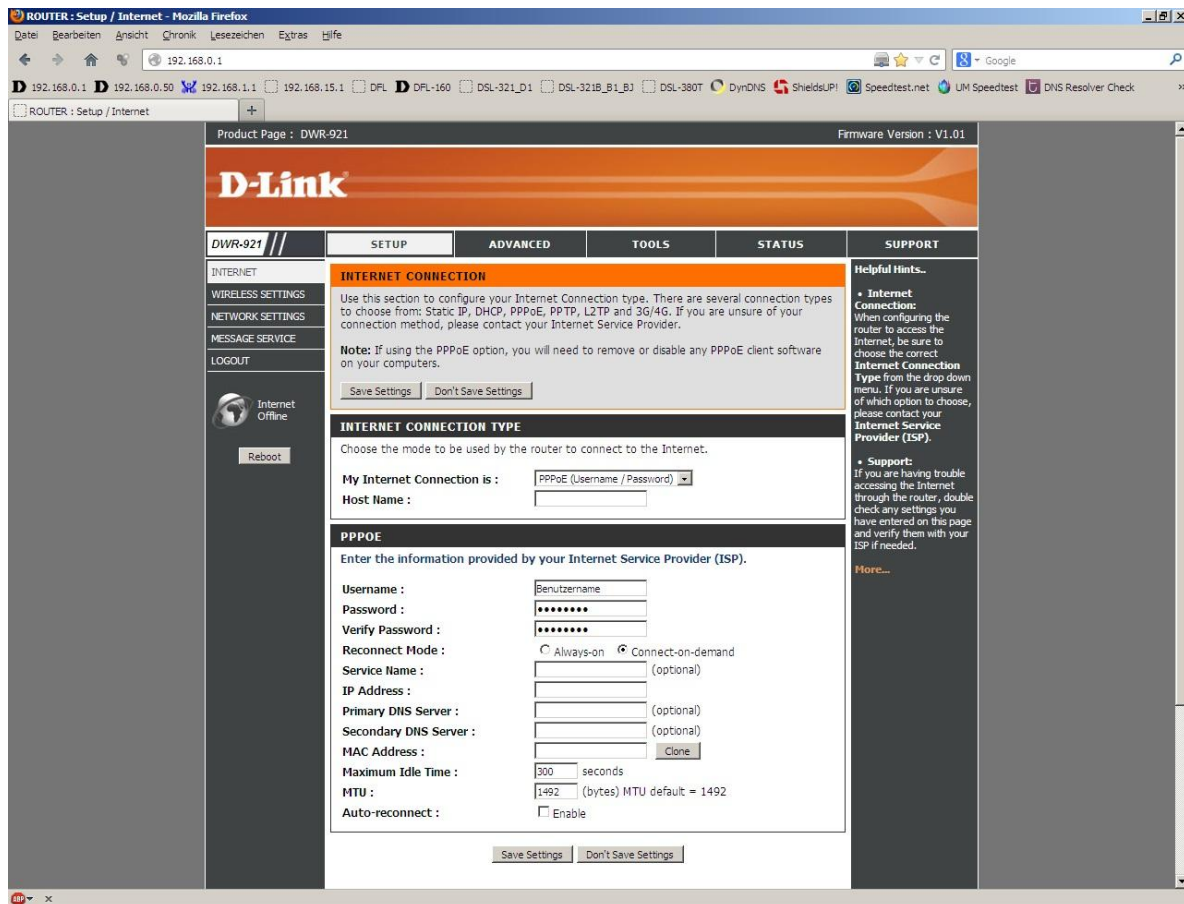 ROUTER : Setup / Internet - Mozilla Firefox
Datei Bearbeiten Ansicht Chronik Lesezeichen Extras Hilfe
192.168.0.1
Google
192.168.0.1 192.168.0.50 192.168.1.1 192.168.15.1 DFL DFL-160 DSL-321_D1 DSL-321B_B1_BJ DSL-380T DynDNS ShieldsUP! Speedtest.net UM Speedtest DNS Resolver Check »
ROUTER : Setup / Internet +
Product Page : DWR-921 Firmware Version : V1.01
D-Link
DWR-921 SETUP ADVANCED TOOLS STATUS SUPPORT
INTERNET
WIRELESS SETTINGS
NETWORK SETTINGS
MESSAGE SERVICE
LOGOUT
Internet
Offline
Reboot
INTERNET CONNECTION
Use this section to configure your Internet Connection type. There are several connection types
to choose from: Static IP, DHCP, PPPoE, PPTP, L2TP and 3G/4G. If you are unsure of your
connection method, please contact your Internet Service Provider.
Note: If using the PPPoE option, you will need to remove or disable any PPPoE client software
on your computers.
Save Settings Don't Save Settings
INTERNET CONNECTION TYPE
Choose the mode to be used by the router to connect to the Internet.
My Internet Connection is : PPPoE (Username / Password)
Host Name :
PPPOE
Enter the information provided by your Internet Service Provider (ISP).
Username : Benutzername
Password : ••••••••
Verify Password : ••••••••
Reconnect Mode : Always-on Connect-on-demand
Service Name : (optional)
IP Address :
Primary DNS Server : (optional)
Secondary DNS Server : (optional)
MAC Address : Clone
Maximum Idle Time : 300 seconds
MTU : 1492 (bytes) MTU default = 1492
Auto-reconnect : Enable
Save Settings Don't Save Settings
Helpful Hints..
• Internet
Connection:
When configuring the
router to access the
Internet, be sure to
choose the correct
Internet Connection
Type from the drop down
menu. If you are unsure
of which option to choose,
please contact your
Internet Service
Provider (ISP).
• Support:
If you are having trouble
accessing the Internet
through the router, double
check any settings you
have entered on this page
and verify them with your
ISP if needed.
More...
ABP x